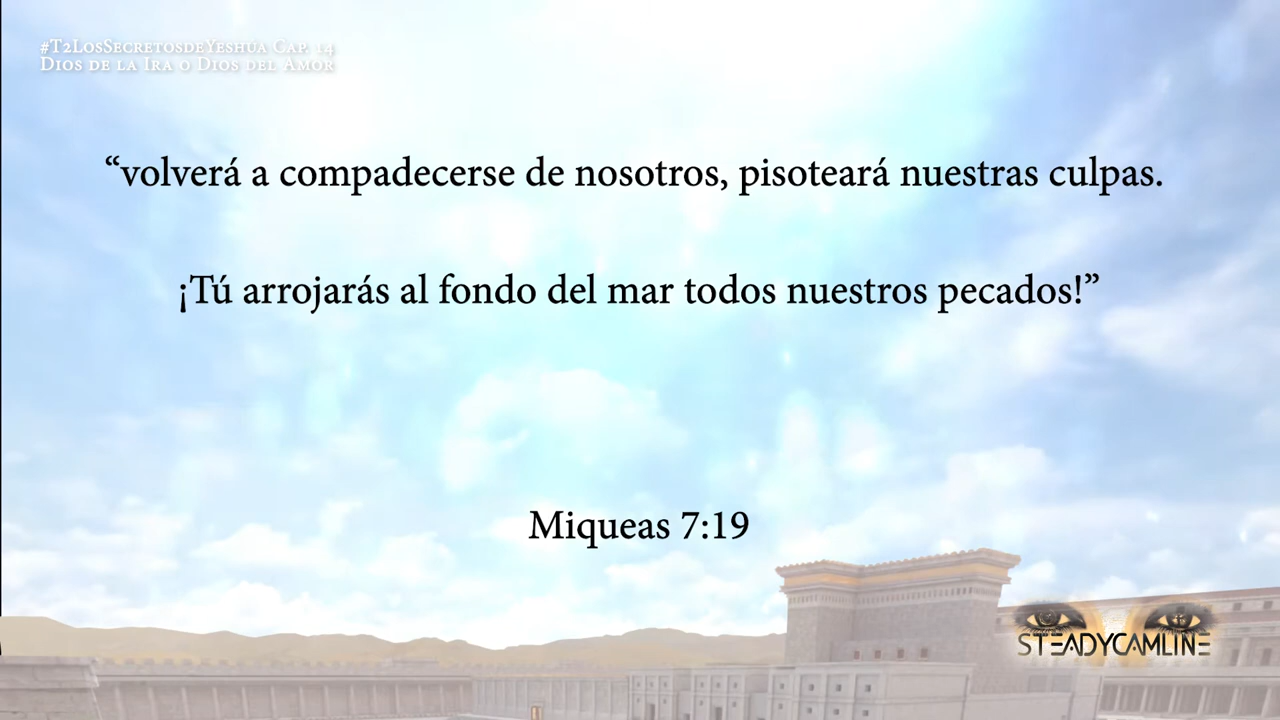 #T2LosSecretosdeYeshúa Cap. 14
Dios de la Ira o Dios del Amor
“volverá a compadecerse de nosotros, pisoteará nuestras culpas.
¡Tú arrojarás al fondo del mar todos nuestros pecados!”
Miqueas 7:19
STEADYCAMLINE